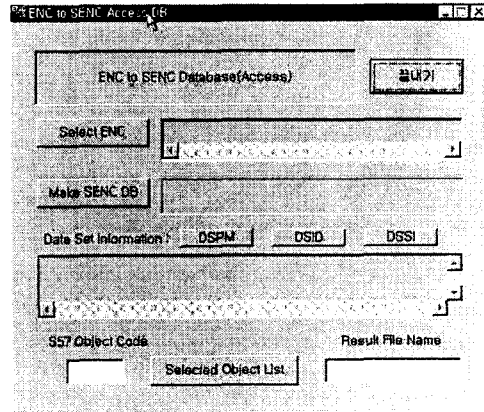 ENC to SENC Access DB
ENC to SENC Database(Access)
끝내기
Select ENC
Make SENC DB
Data Set Information : DSPM DSID DSSI
S57 Object Code
Result File Name
Selected Object List